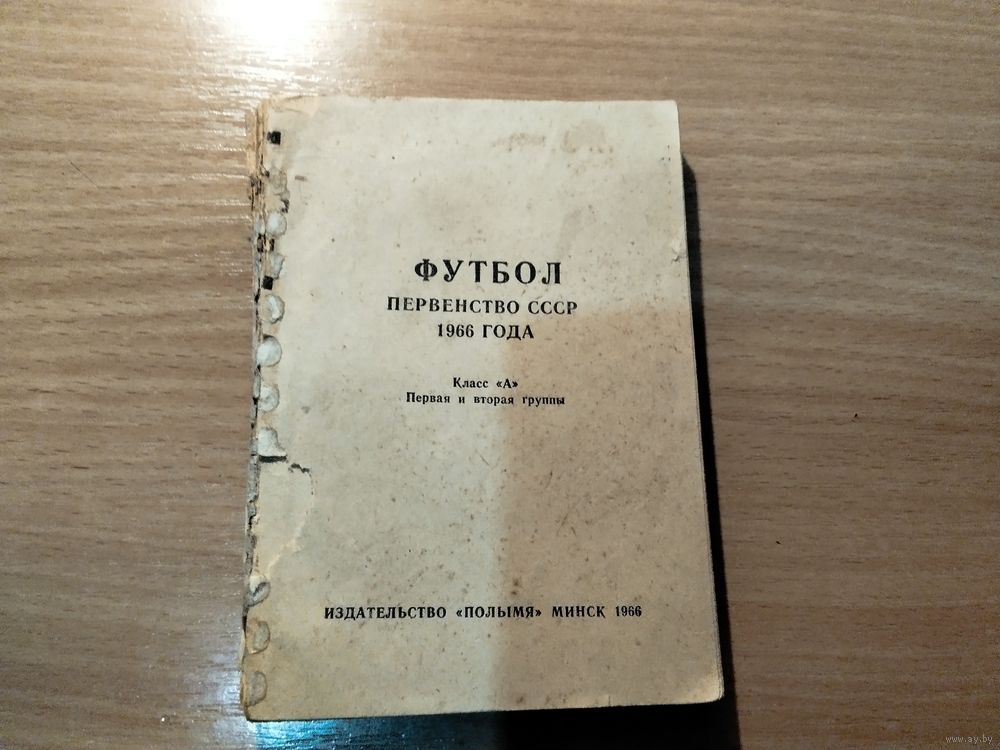 ФУТБОЛ
ПЕРВЕНСТВО СССР
1966 ГОДА
Класс «А»
Первая и вторая группы
ИЗДАТЕЛЬСТВО «ПОЛЫМЯ» МИНСК 1966
www.ay.by